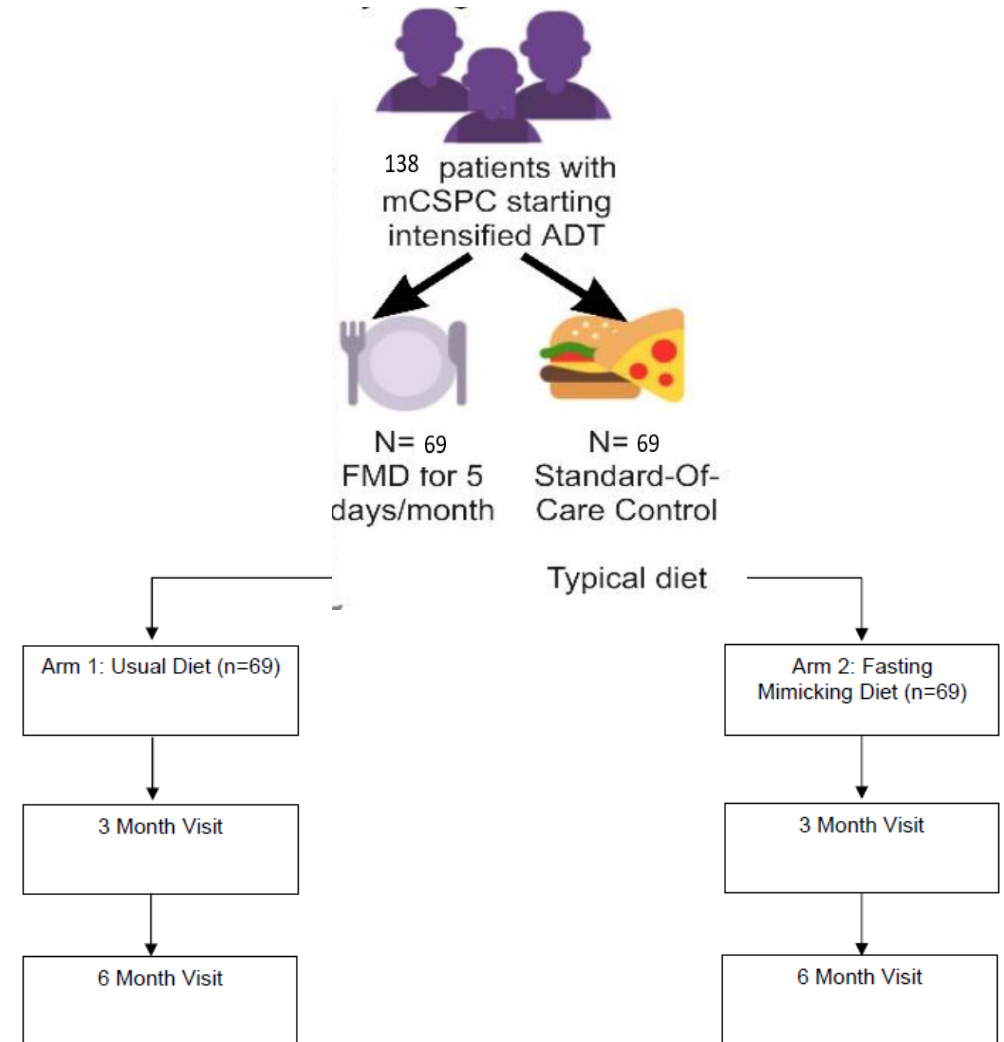 138 patients with
mCSPC starting
intensified ADT
N= 69
FMD for 5
days/month
N= 69
Standard-Of-
Care Control
Typical diet
Arm 1: Usual Diet (n=69)
3 Month Visit
6 Month Visit
Arm 2: Fasting
Mimicking Diet (n=69)
3 Month Visit
6 Month Visit